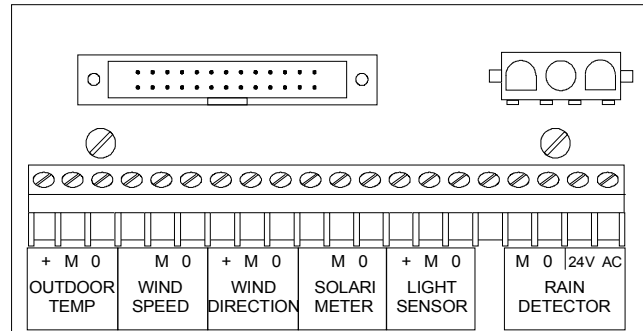 + M 0 M 0 + M 0 M 0 + M 0 M 0 24V AC
OUTDOOR WIND WIND SOLARI LIGHT RAIN
TEMP SPEED DIRECTION METER SENSOR DETECTOR